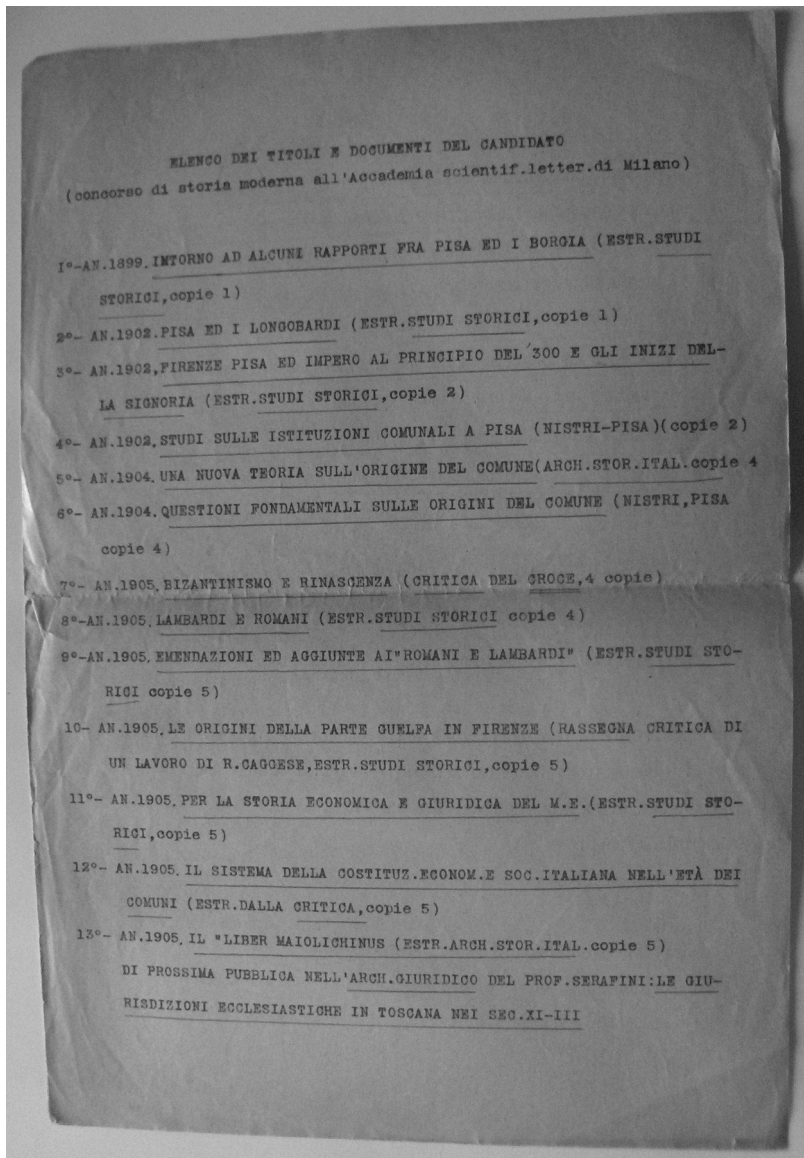 ELENCO DEI TITOLI E DOCUMENTI DEL CANDIDATO
(concorso di storia moderna all'Accademia scientif.letter.di Milano)
1°-AN.1899.INTORNO AD ALCUNI RAPPORTI FRA PISA ED I BORGIA (ESTR.STUDI
STORICI,copie 1)
2°- AN.1902.PISA ED I LONGOBARDI (ESTR.STUDI STORICI,copie 1)
3°- AN.1902,FIRENZE PISA ED IMPERO AL PRINCIPIO DEL '300 E GLI INIZI DEL-
LA SIGNORIA (ESTR.STUDI STORICI,copie 2)
4°- AN.1902.STUDI SULLE ISTITUZIONI COMUNALI A PISA (NISTRI-PISA)(copie 2)
5°- AN.1904.UNA NUOVA TEORIA SULL'ORIGINE DEL COMUNE(ARCH.STOR.ITAL.copie 4
6°- AN.1904.QUESTIONI FONDAMENTALI SULLE ORIGINI DEL COMUNE (NISTRI,PISA
copie 4)
7°- AN.1905.BIZANTINISMO E RINASCENZA (CRITICA DEL CROCE,4 copie)
8°-AN.1905.LAMBARDI E ROMANI (ESTR.STUDI STORICI copie 4)
9°-AN.1905.EMENDAZIONI ED AGGIUNTE AI"ROMANI E LAMBARDI" (ESTR.STUDI STO-
RICI copie 5)
10- AN.1905.LE ORIGINI DELLA PARTE GUELFA IN FIRENZE (RASSEGNA CRITICA DI
UN LAVORO DI R.CAGGESE,ESTR.STUDI STORICI,copie 5)
11°- AN.1905.PER LA STORIA ECONOMICA E GIURIDICA DEL M.E.(ESTR.STUDI STO-
RICI,copie 5)
12°- AN.1905.IL SISTEMA DELLA COSTITUZ.ECONOM.E SOC.ITALIANA NELL'ETÀ DEI
COMUNI (ESTR.DALLA CRITICA,copie 5)
13°- AN.1905.IL "LIBER MAIOLICHINUS (ESTR.ARCH.STOR.ITAL.copie 5)
DI PROSSIMA PUBBLICA NELL'ARCH.GIURIDICO DEL PROF.SERAFINI:LE GIU-
RISDIZIONI ECCLESIASTICHE IN TOSCANA NEI SEC.XI-III